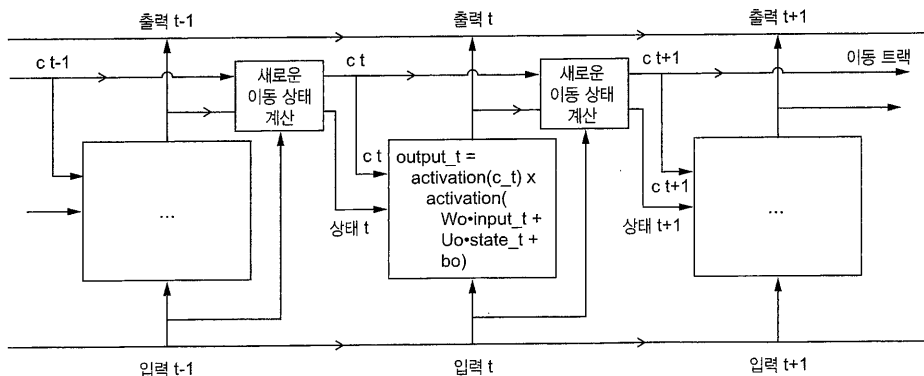 출력 t-1
출력 t
출력 t+1
c t-1
새로운
이동 상태
계산
c t
새로운
이동 상태
계산
c t+1
이동 트랙
...
c t
output_t =
activation(c_t) x
activation(
Wo•input_t +
Uo•state_t +
bo)
상태 t
c t+1
상태 t+1
...
입력 t-1
입력 t
입력 t+1